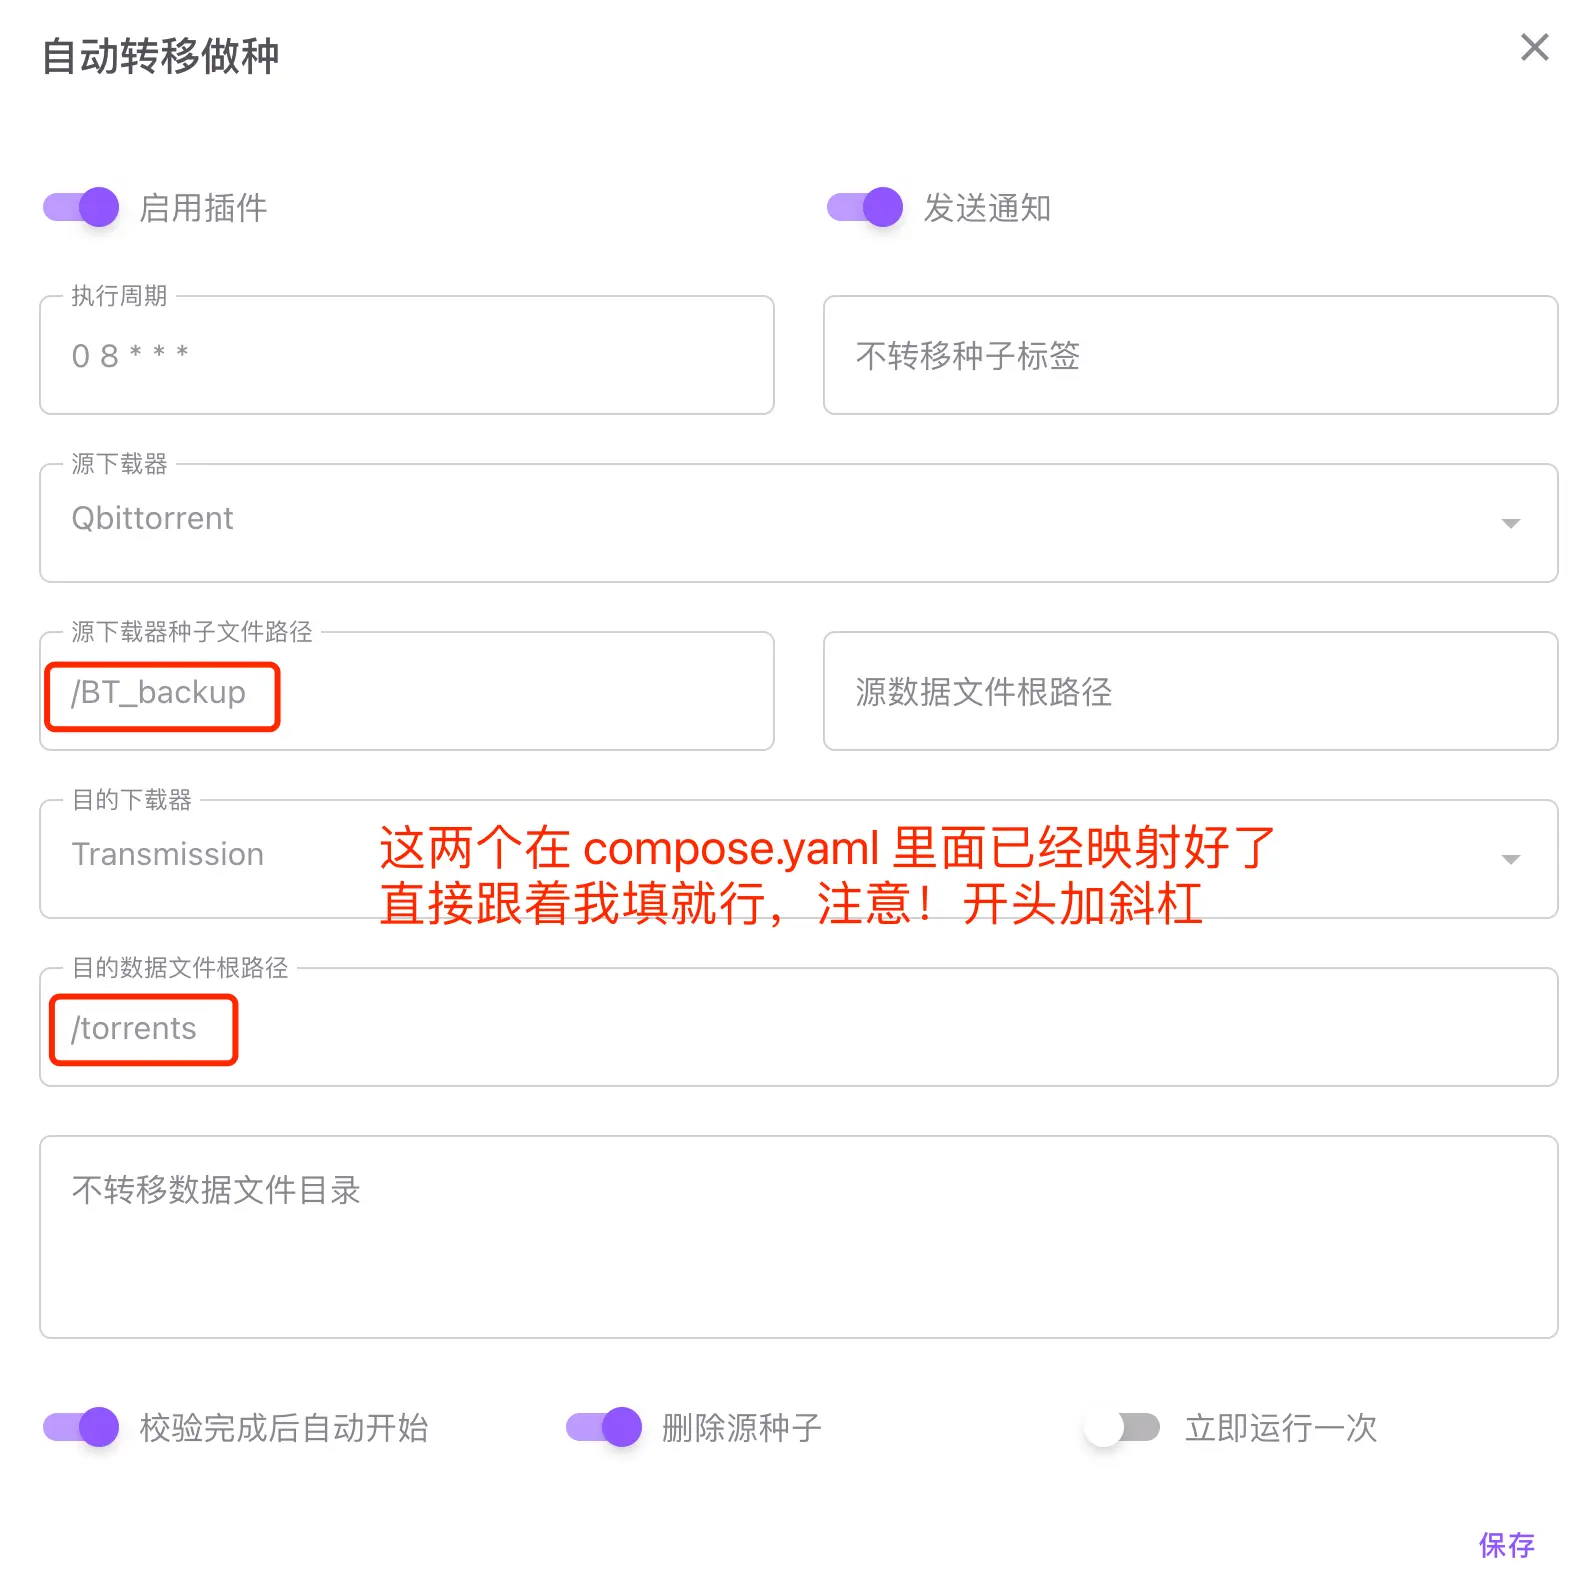 自动转移做种
启用插件
发送通知
执行周期
0 8 * * *
不转移种子标签
源下载器
Qbittorrent
源下载器种子文件路径
/BT_backup
源数据文件根路径
目的下载器
Transmission
这两个在 compose.yaml 里面已经映射好了
直接跟着我填就行，注意！开头加斜杠
目的数据文件根路径
/torrents
不转移数据文件目录
校验完成后自动开始
删除源种子
立即运行一次
保存